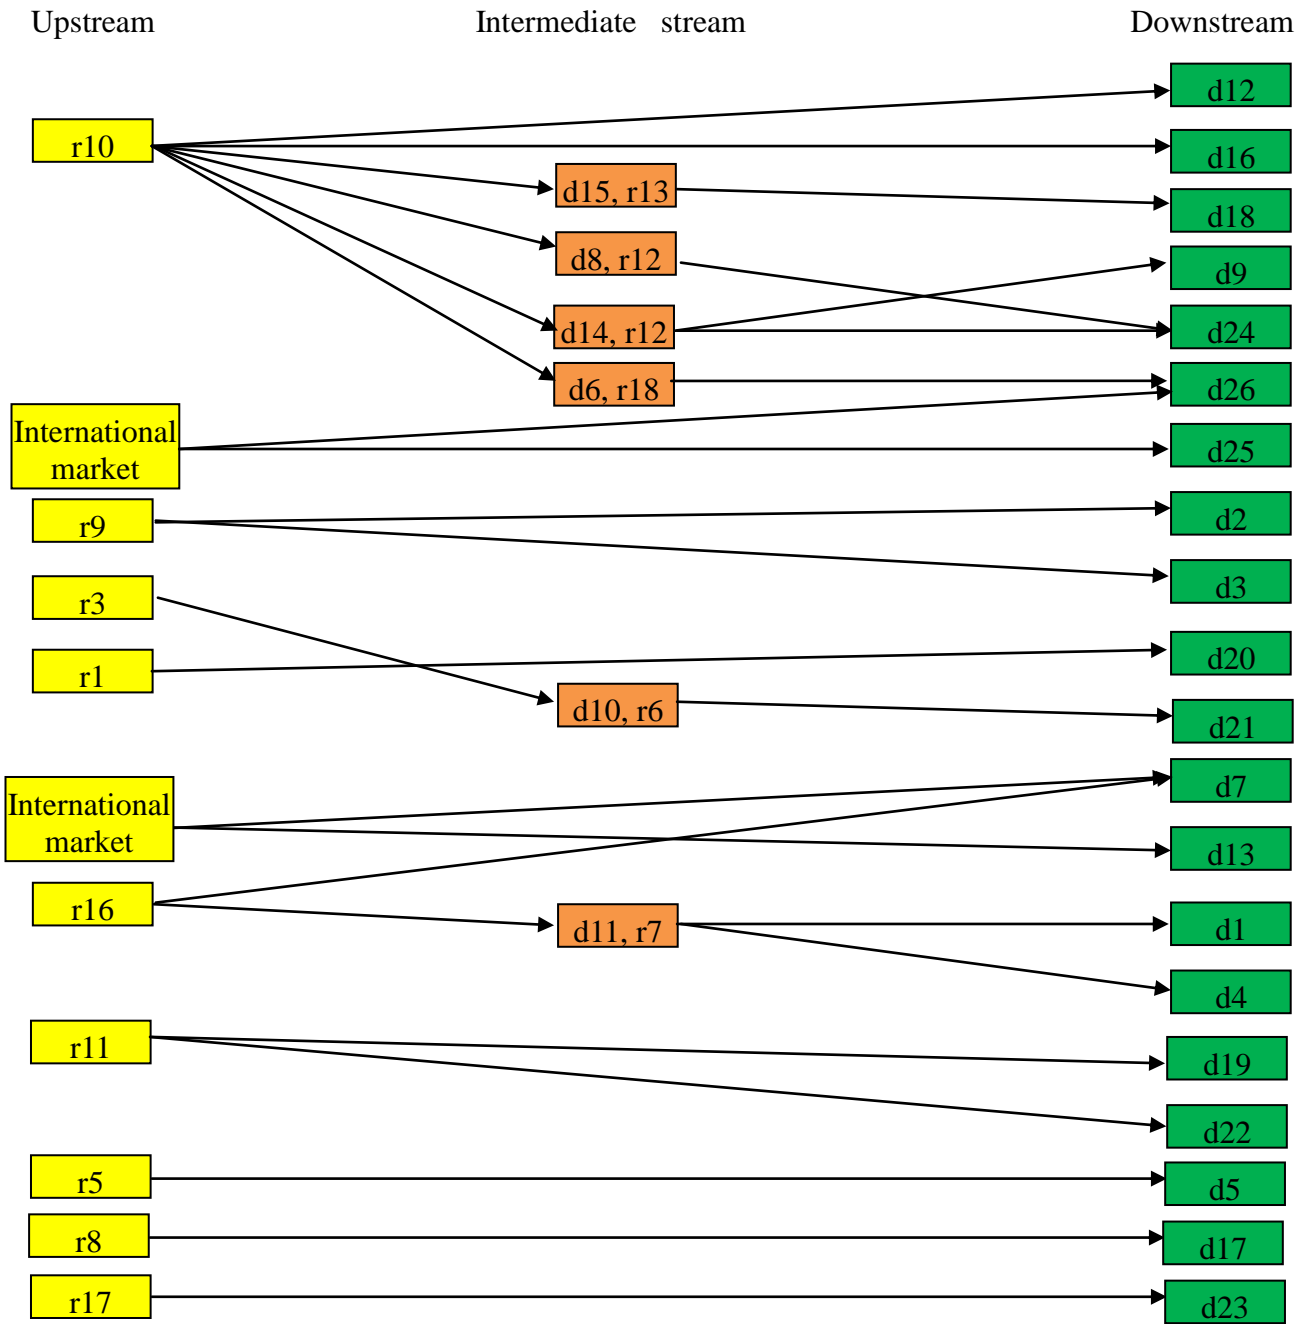 Upstream Intermediate stream Downstream
d12
r10
d16
d15, r13
d18
d8, r12
d9
d14, r12
d24
d6, r18
d26
International
market
d25
r9
d2
r3
d3
r1
d20
d10, r6
d21
d7
International
market
d13
r16
d11, r7
d1
d4
r11
d19
d22
r5
d5
r8
d17
r17
d23